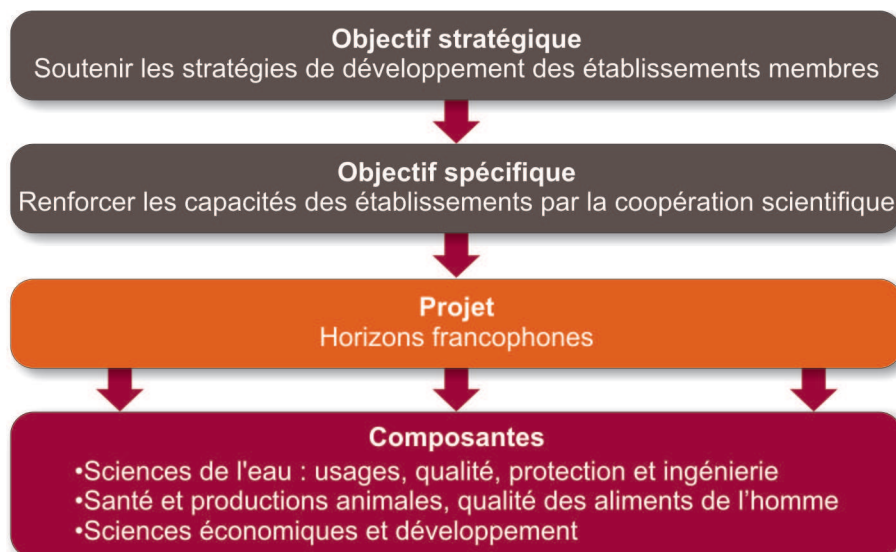 Objectif stratégique
Soutenir les stratégies de développement des établissements membres
Objectif spécifique
Renforcer les capacités des établissements par la coopération scientifique
Projet
Horizons francophones
Composantes
•Sciences de l'eau : usages, qualité, protection et ingénierie
•Santé et productions animales, qualité des aliments de l’homme
•Sciences économiques et développement